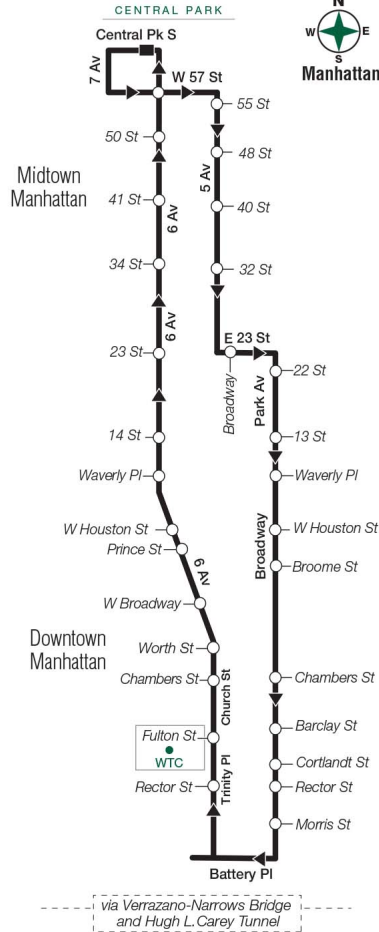 CENTRAL PARK
Central Pk S
7 Av
W 57 St
N
W
E
S
Manhattan
55 St
50 St
48 St
5 Av
Midtown
Manhattan
41 St
40 St
6 Av
34 St
32 St
6 Av
23 St
E 23 St
Broadway
Park Av
22 St
14 St
13 St
Waverly Pl
Waverly Pl
W Houston St
Prince St
6 Av
Broadway
W Houston St
Broome St
W Broadway
Downtown
Manhattan
Worth St
Chambers St
Church St
Chambers St
Fulton St
WTC
Barclay St
Cortlandt St
Rector St
Trinity Pl
Rector St
Morris St
Battery Pl
via Verrazano-Narrows Bridge
and Hugh L.Carey Tunnel